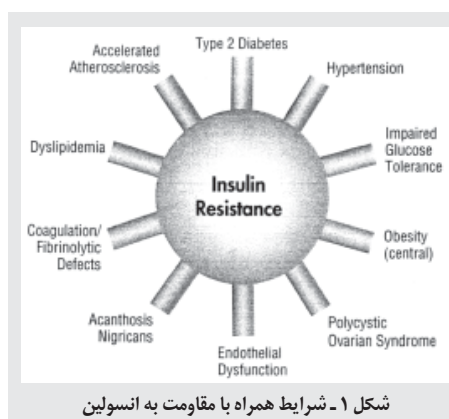 Type 2 Diabetes
Accelerated
Atherosclerosis
Hypertension
Dyslipidemia
Impaired
Glucose
Tolerance
Insulin
Resistance
Coagulation/
Fibrinolytic
Defects
Obesity
(central)
Acanthosis
Nigricans
Polycystic
Ovarian Syndrome
Endothelial
Dysfunction
شکل ۱ ـ شرایط همراه با مقاومت به انسولین